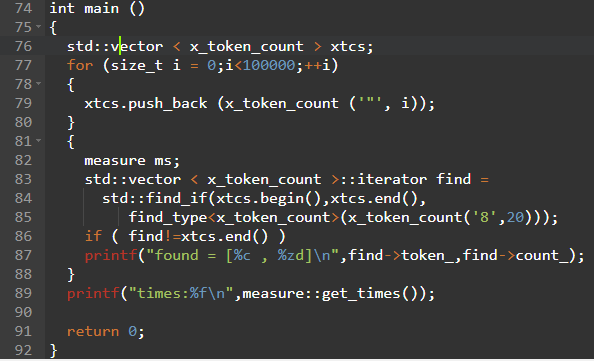 74 int main ()
75 {
76   std::vector < x_token_count > xtcs;
77   for (size_t i = 0;i<100000;++i)
78   {
79     xtcs.push_back (x_token_count ('"', i));
80   }
81   {
82     measure ms;
83     std::vector < x_token_count >::iterator find =
84       std::find_if(xtcs.begin(),xtcs.end(),
85          find_type<x_token_count>(x_token_count('8',20)));
86     if ( find!=xtcs.end() )
87     printf("found = [%c , %zd]\n",find->token_,find->count_);
88   }
89   printf("times:%f\n",measure::get_times());
90
91   return 0;
92 }